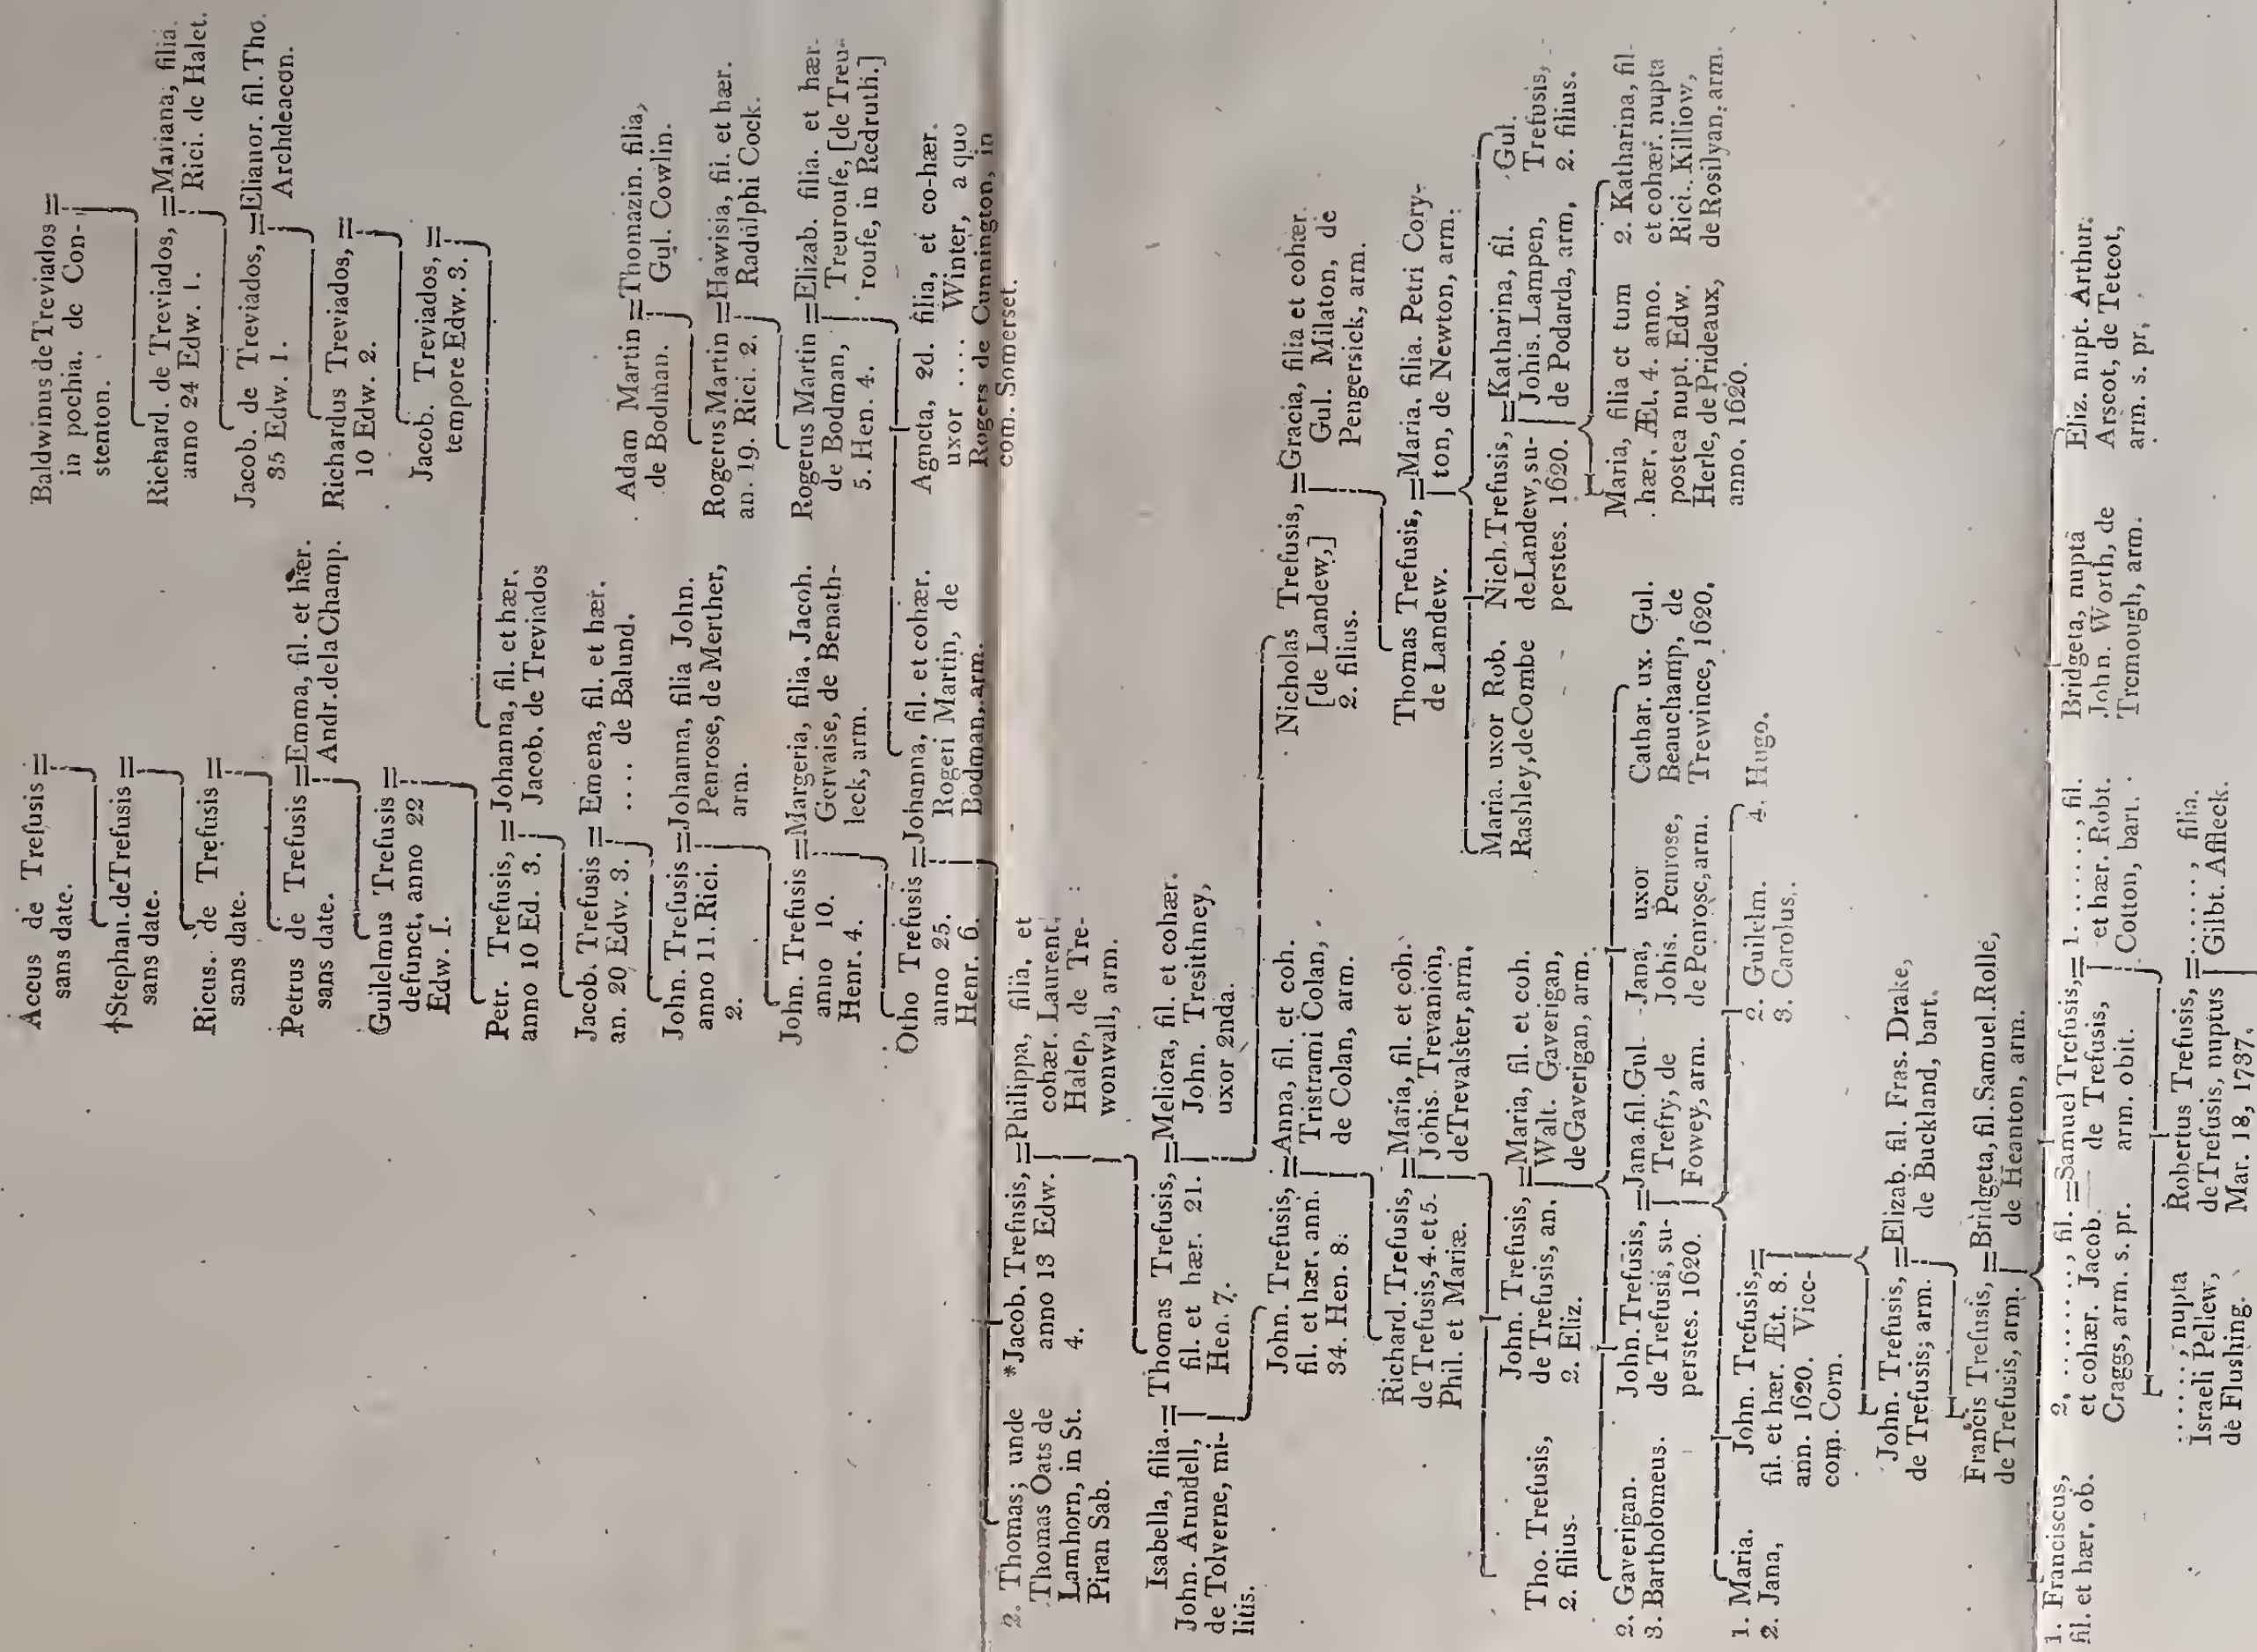 Accus de Trefusis =
sans date.
†Stephan. de Trefusis =
sans date.
Ricus. de Trefusis =
sans date.
Petrus de Trefusis =Emma, fil. et hær.
sans date. Andr. de la Champ.
Guilelmus Trefusis =
defunct, anno 22
Edw. I.
Baldwinus de Treviados =
in pochia. de Con-
stenton.
Richard. de Treviados, =Mariana, filia.
anno 24 Edw. 1. Rici. de Halet.
Jacob. de Treviados, =Elianor. fil. Tho.
35 Edw. 1. Archdeacon.
Richardus Treviados, =
10 Edw. 2.
Jacob. Treviados, =
tempore Edw. 3.
Petr. Trefusis, = Johanna, fil. et hær.
anno 10 Ed. 3. Jacob. de Treviados
Jacob. Trefusis = Emena, fil. et hær.
an. 20 Edw. 3. .... de Balund.
John. Trefusis =Johanna, filia John.
anno 11. Rici. Penrose, de Merther,
2. arm.
John. Trefusis =Margeria, filia. Jacob.
anno 10. Gervaise, de Benath-
Henr. 4. leck, arm.
Adam Martin =Thomazin. filia,
de Bodman. Gul. Cowlin.
Rogerus Martin =Hawisia, fil. et hær.
an. 19. Rici. 2. Radulphi Cock.
Rogerus Martin =Elizab. filia. et hær.
de Bodman, Treuroufe, [de Treu-
5. Hen. 4. roufe, in Redruth.]
Otho Trefusis =Johanna, fil. et cohær.
anno 25. Rogeri Martin, de
Henr. 6. Bodman, arm.
Agneta, 2d. filia, et co-hær.
uxor .... Winter, a quo
Rogers de Cunnington, in
com. Somerset.
2. Thomas; unde
Thomas Oats de
Lamhorn, in St.
Piran Sab.
*Jacob. Trefusis, =Philippa, filia, et
anno 13 Edw. cohær. Laurent.
4. Halep, de Tre-
wonwall, arm.
Isabella, filia. = Thomas Trefusis, =Meliora, fil. et cohær.
John. Arundell, fil. et hær. 21. John. Tresithney,
de Tolverne, mi- Hen. 7. uxor 2nda.
litis.
John. Trefusis, =Anna, fil. et coh.
fil. et hær. ann. Tristrami Colan,
34. Hen. 8. de Colan, arm.
Nicholas Trefusis, =Gracia, filia et cohær.
[de Landew,] Gul. Milaton, de
2. filius. Pengersick, arm.
Richard. Trefusis, =Maria, fil. et coh.
de Trefusis, 4. et 5. Johis. Trevanion,
Phil. et Mariæ. de Trevalster, arm.
Thomas Trefusis, =Maria, filia. Petri Cory-
de Landew. ton, de Newton, arm.
Tho. Trefusis,
2. filius.
John. Trefusis, =Maria, fil. et coh.
de Trefusis, an. Walt. Gaverigan,
2. Eliz. de Gaverigan, arm.
Maria. uxor Rob.
Rashley, de Combe
Nich. Trefusis, =Katharina, fil.
de Landew, su- Johis. Lampen,
perstes. 1620. de Podarda, arm,
Gul.
Trefusis,
2. filius.
2. Gaverigan.
3. Bartholomeus.
John. Trefusis, =Jana. fil. Gul.
de Trefusis, su- Trefry, de
perstes. 1620. Fowey, arm.
Jana, uxor
Johis. Penrose,
de Penrose, arm.
Cathar. ux. Gul.
Beauchamp, de
Trewince, 1620,
Maria, filia et tum
hær. Æt. 4. anno.
postea nupt. Edw.
Herle, de Prideaux,
anno. 1620.
2. Katharina, fil.
et cohær. nupta
Rici. Killiow,
de Rosilyan. arm.
1. Maria.
2. Jana,
John. Trefusis, =
fil. et hær. Æt. 8.
ann. 1620. Vice-
com. Corn.
2. Guilelm.
3. Carolus.
4. Hugo.
John. Trefusis, =Elizab. fil. Fras. Drake,
de Trefusis; arm. de Buckland, bart.
Francis Trefusis, =Bridgeta, fil. Samuel. Rolle,
de Trefusis, arm. de Heanton, arm.
1. Franciscus,
fil. et hær. ob.
2, ......, fil. =Samuel Trefusis, = 1. ......, fil.
et cohær. Jacob. de Trefusis, et hær. Robt.
Craggs, arm. s. pr. arm. obit. Cotton, bart.
Bridgeta, nupta
John. Worth, de
Tremough, arm.
Eliz. nupt. Arthur.
Arscot, de Tetcot,
arm. s. pr.
......, nupta
Israeli Pellew,
de Flushing.
Robertus Trefusis, =......, filia.
de Trefusis, nuptus Gilbt. Affleck.
Mar. 18, 1737.